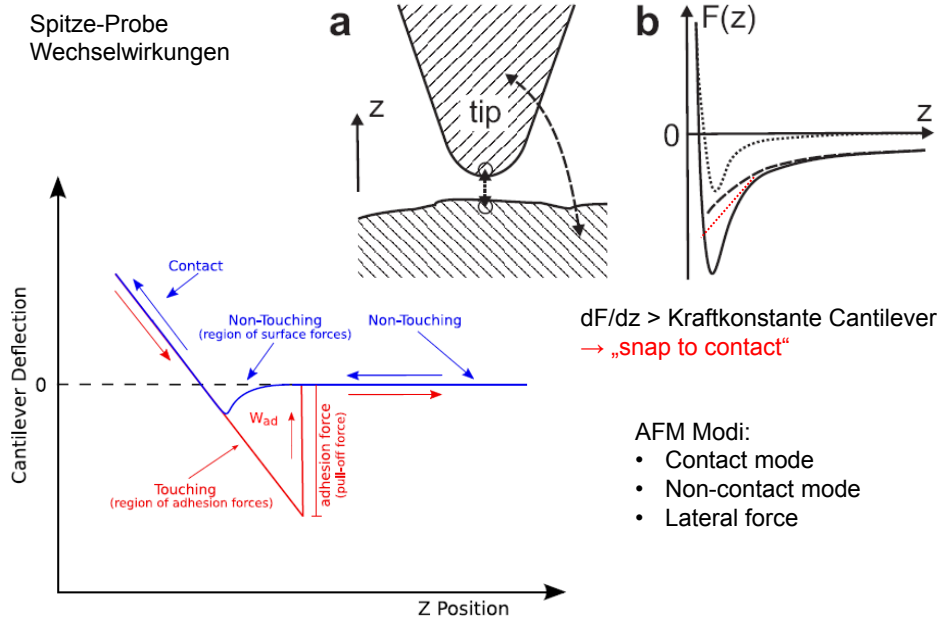 Spitze-Probe
Wechselwirkungen
a
z
tip
b
F(z)
z
0
Cantilever Deflection
0
Contact
Non-Touching
(region of surface forces)
Non-Touching
Wad
adhesion force
(pull-off force)
Touching
(region of adhesion forces)
Z Position
dF/dz > Kraftkonstante Cantilever
→ „snap to contact“
AFM Modi:
• Contact mode
• Non-contact mode
• Lateral force